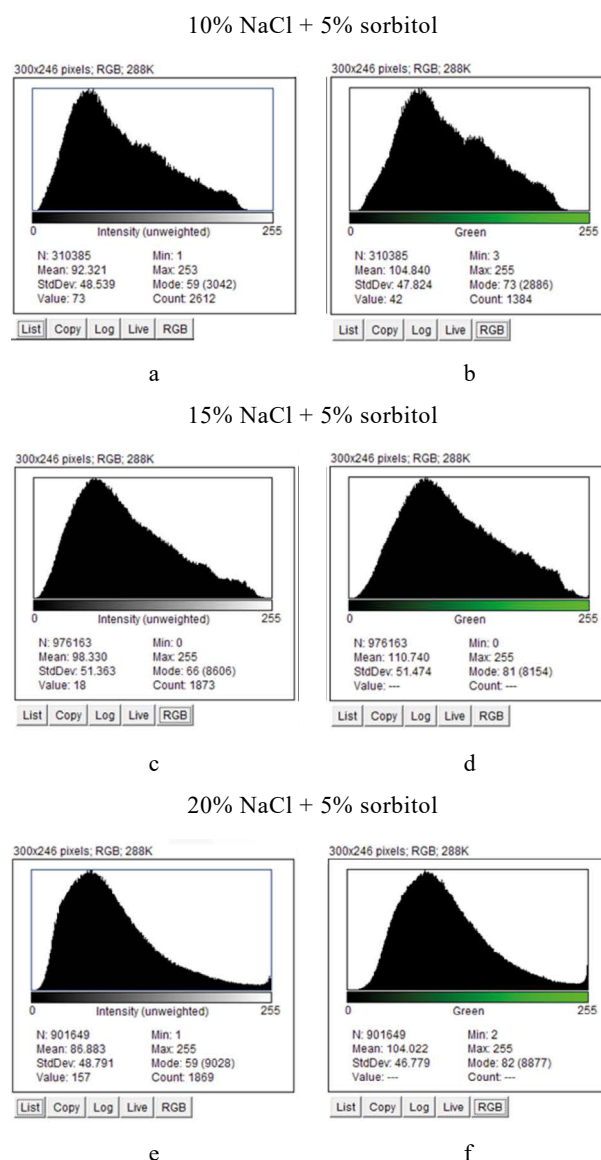 10% NaCl + 5% sorbitol
300x246 pixels; RGB; 288K
0 Intensity (unweighted) 255
N: 310385 Min: 1
Mean: 92.321 Max: 253
StdDev: 48.539 Mode: 59 (3042)
Value: 73 Count: 2612
List Copy Log Live RGB
a
300x246 pixels; RGB; 288K
0 Green 255
N: 310385 Min: 3
Mean: 104.840 Max: 255
StdDev: 47.824 Mode: 73 (2886)
Value: 42 Count: 1384
List Copy Log Live RGB
b
15% NaCl + 5% sorbitol
300x246 pixels; RGB; 288K
0 Intensity (unweighted) 255
N: 976163 Min: 0
Mean: 98.330 Max: 255
StdDev: 51.363 Mode: 66 (8606)
Value: 18 Count: 1873
List Copy Log Live RGB
c
300x246 pixels; RGB; 288K
0 Green 255
N: 976163 Min: 0
Mean: 110.740 Max: 255
StdDev: 51.474 Mode: 81 (8154)
Value: --- Count: ---
List Copy Log Live RGB
d
20% NaCl + 5% sorbitol
300x246 pixels; RGB; 288K
0 Intensity (unweighted) 255
N: 901649 Min: 1
Mean: 86.883 Max: 255
StdDev: 48.791 Mode: 59 (9028)
Value: 157 Count: 1869
List Copy Log Live RGB
e
300x246 pixels; RGB; 288K
0 Green 255
N: 901649 Min: 2
Mean: 104.022 Max: 255
StdDev: 46.779 Mode: 82 (8877)
Value: --- Count: ---
List Copy Log Live RGB
f